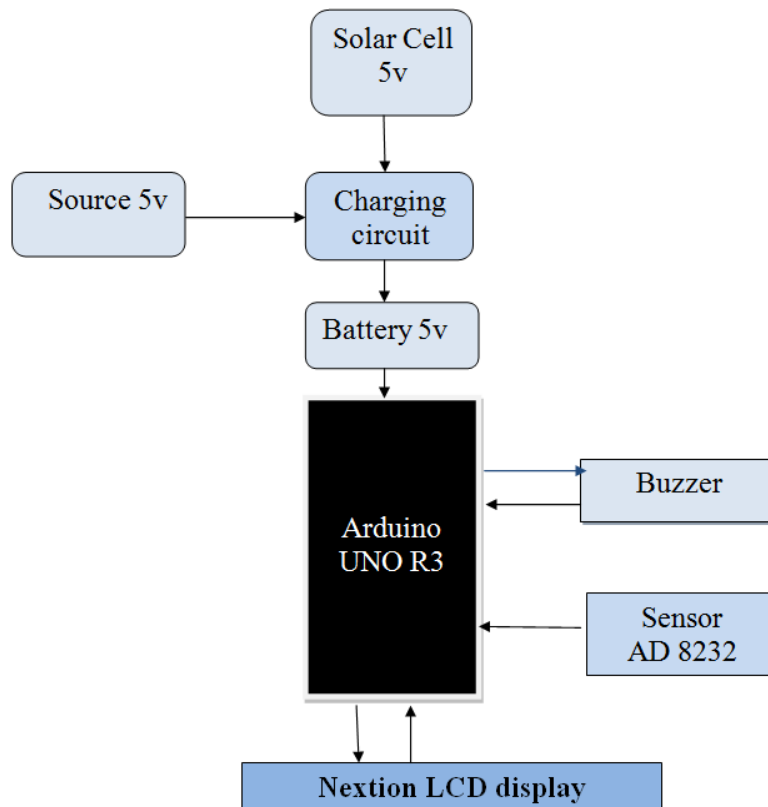 Solar Cell
5v
Source 5v
Charging
circuit
Battery 5v
Arduino
UNO R3
Buzzer
Sensor
AD 8232
Nextion LCD display